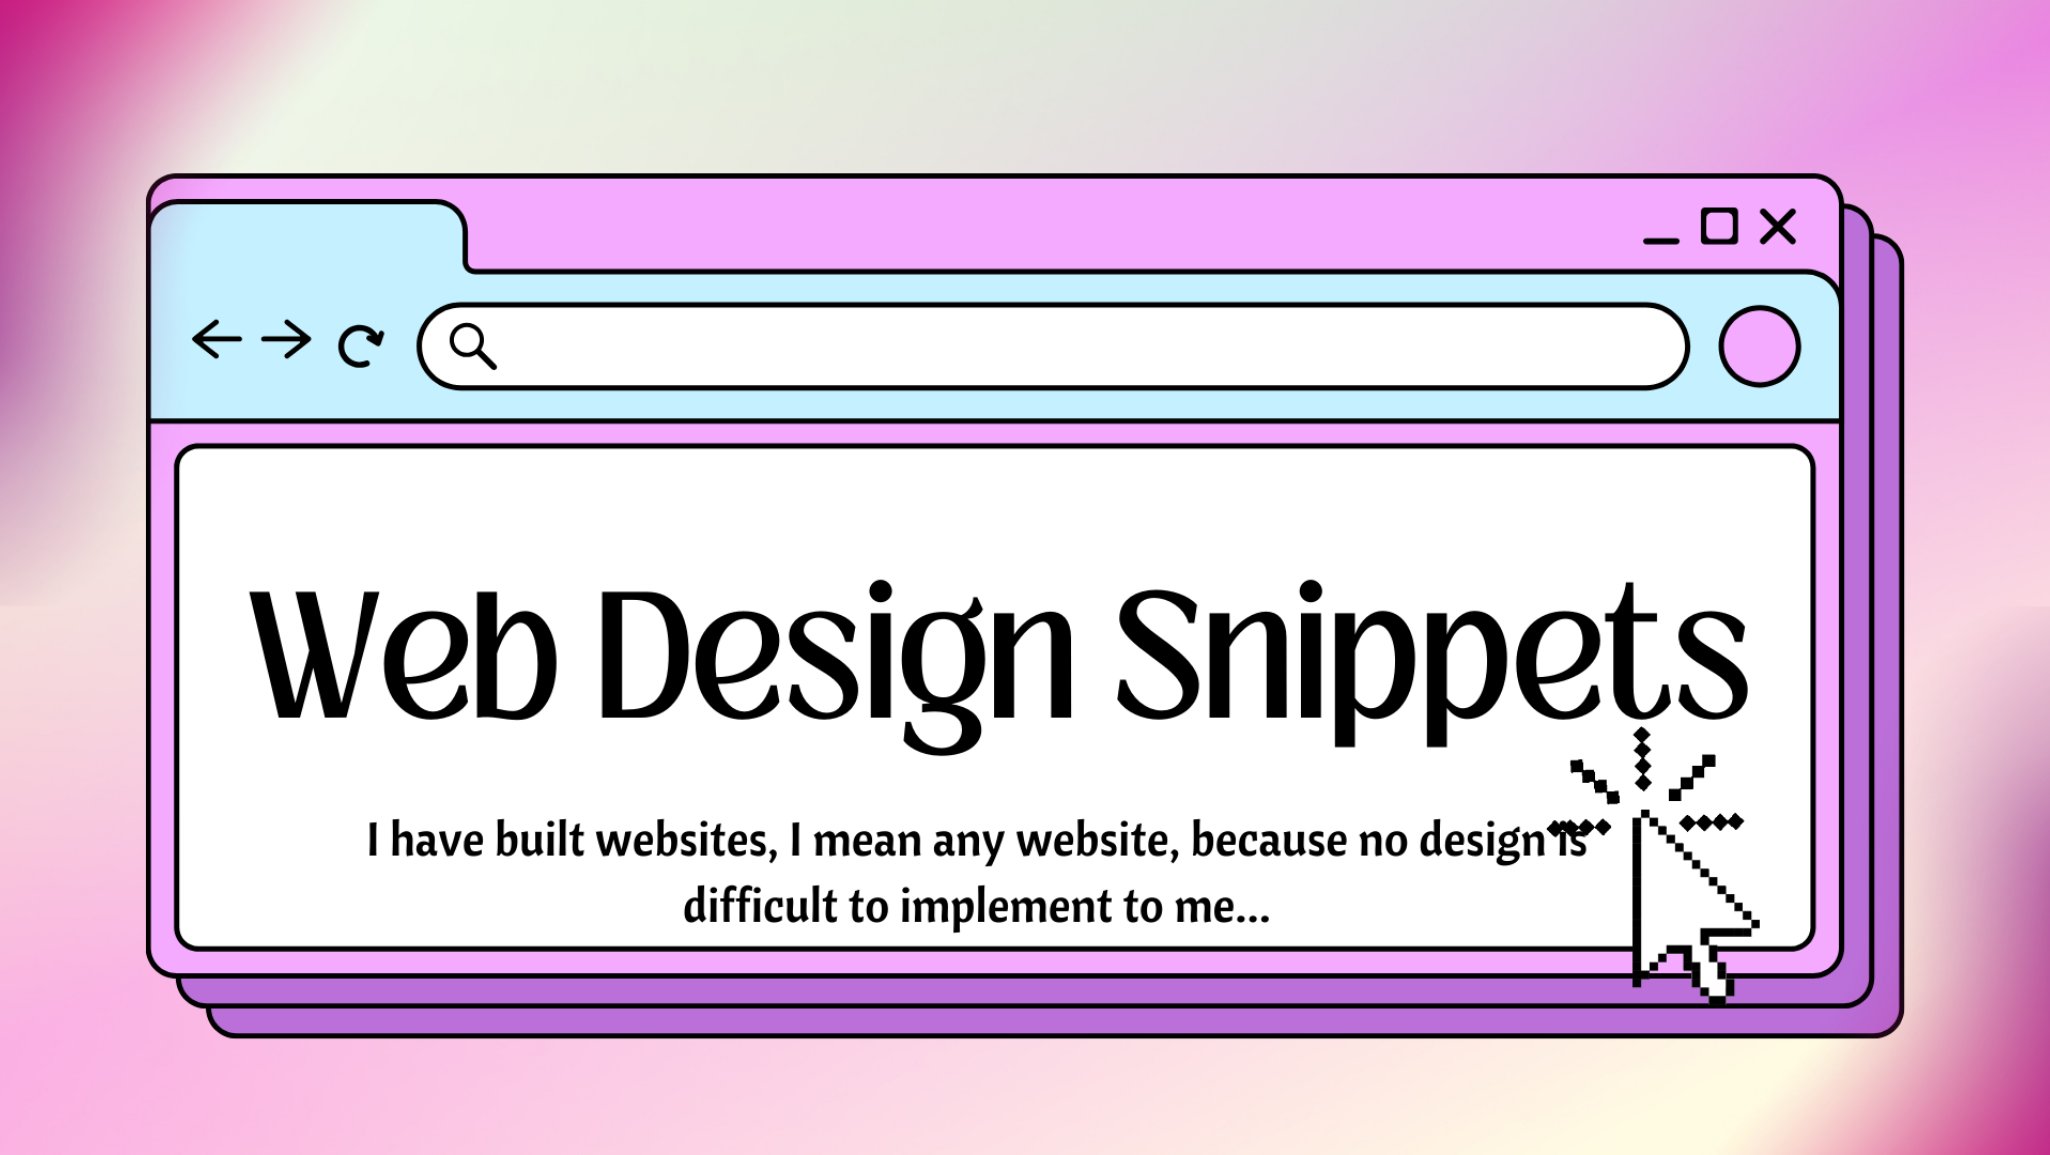 Web Design Snippets
I have built websites, I mean any website, because no design is
difficult to implement to me...